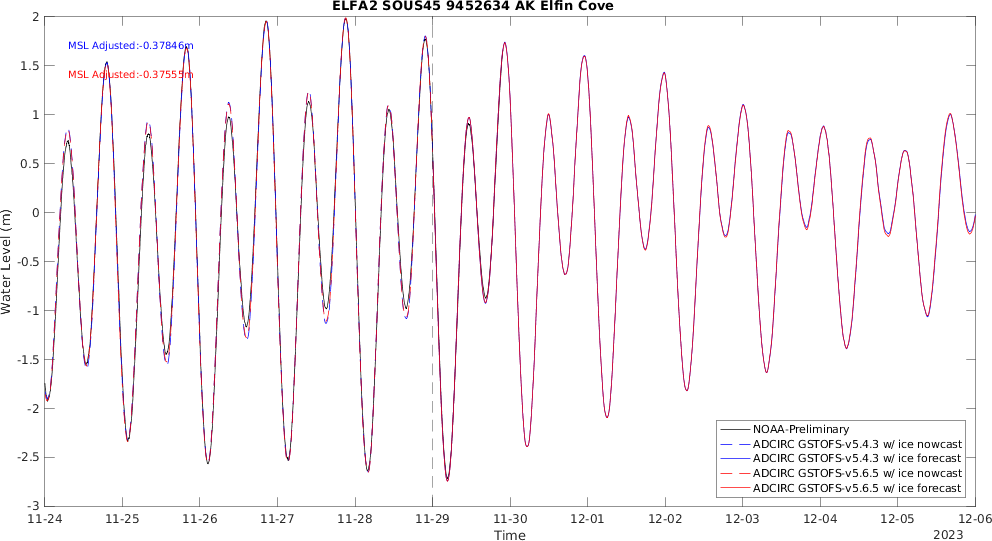 ELFA2 SOUS45 9452634 AK Elfin Cove
MSL Adjusted:-0.37846m
MSL Adjusted:-0.37555m
Water Level (m)
2
1.5
1
0.5
0
-0.5
-1
-1.5
-2
-2.5
-3
NOAA-Preliminary
ADCIRC GSTOFS-v5.4.3 w/ ice nowcast
ADCIRC GSTOFS-v5.4.3 w/ ice forecast
ADCIRC GSTOFS-v5.6.5 w/ ice nowcast
ADCIRC GSTOFS-v5.6.5 w/ ice forecast
11-24 11-25 11-26 11-27 11-28 11-29 11-30 12-01 12-02 12-03 12-04 12-05 12-06
Time
2023